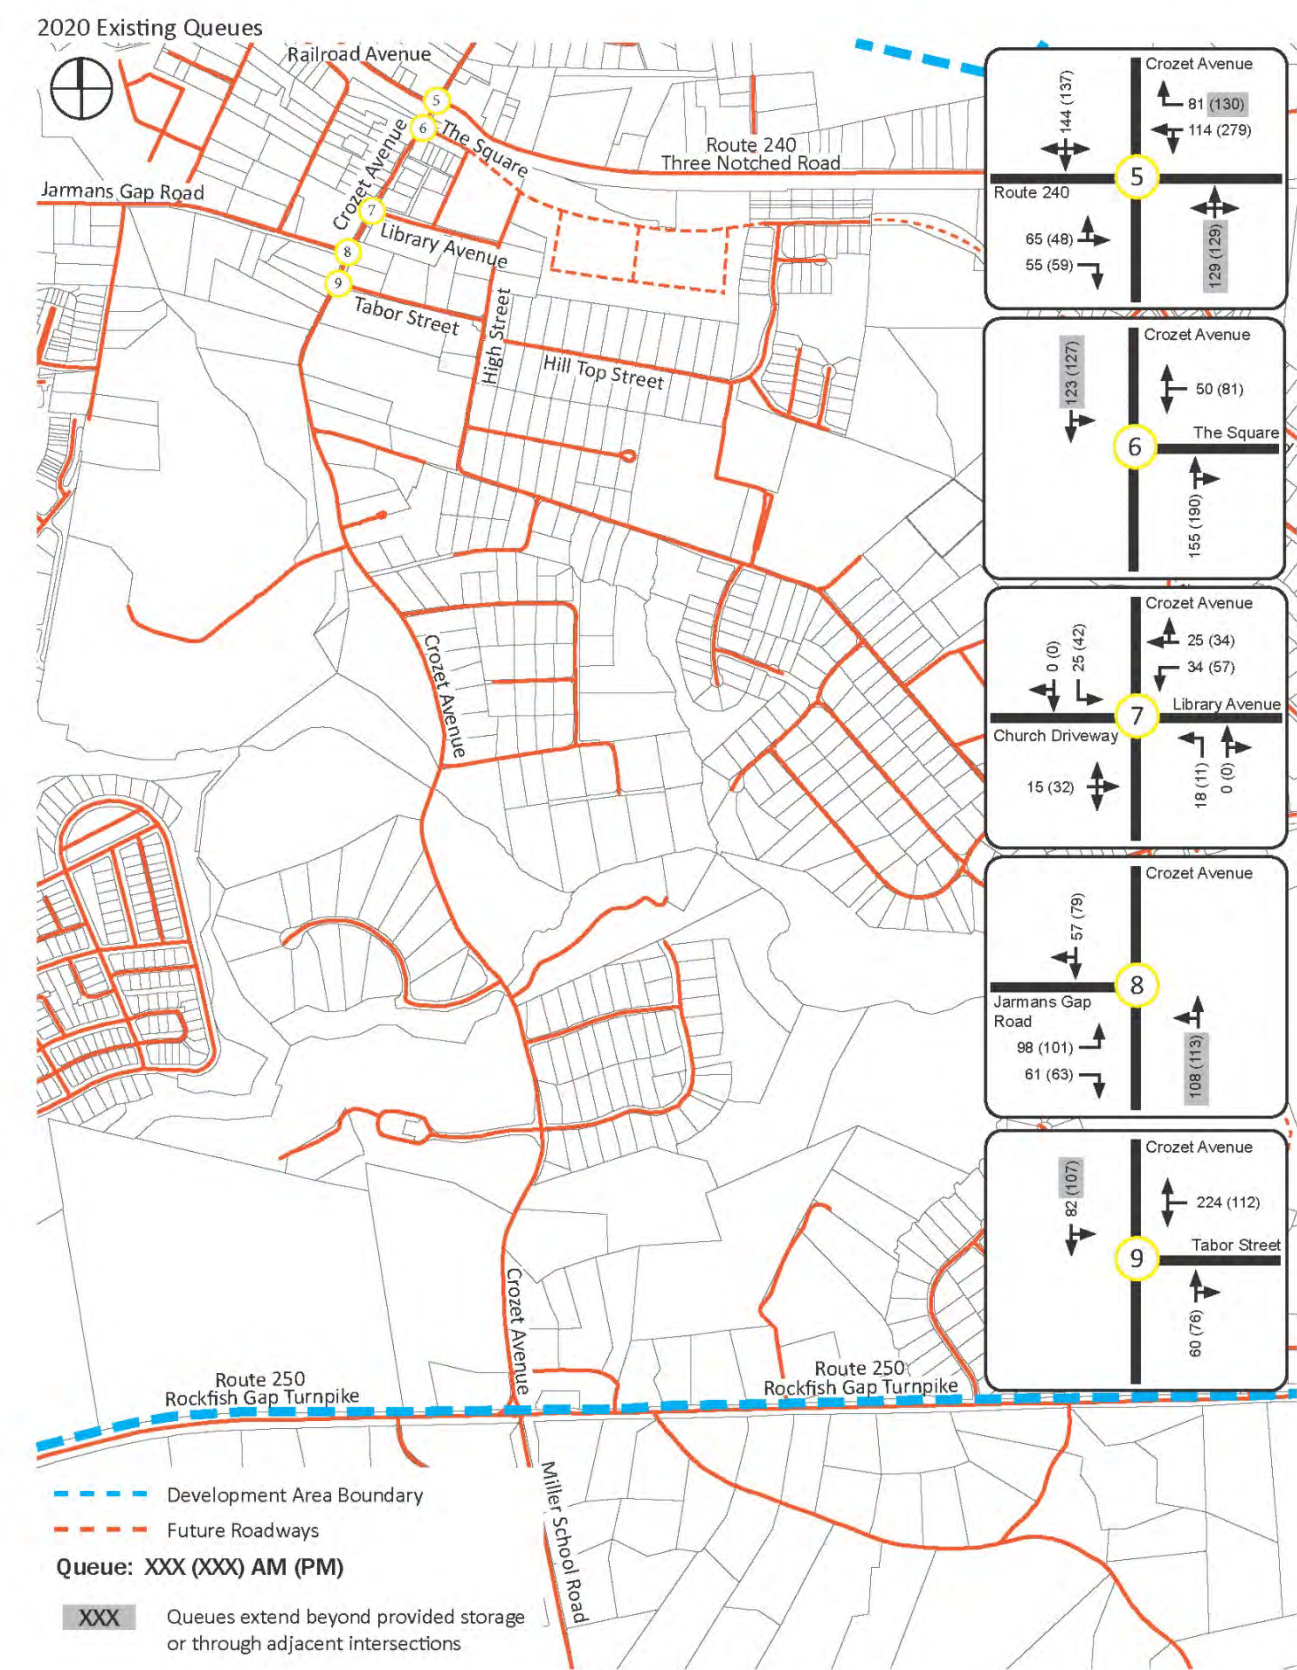 2020 Existing Queues
Railroad Avenue
5
6
The Square
Crozet Avenue
Route 240
Three Notched Road
Jarmans Gap Road
7
Library Avenue
8
9
Tabor Street
High Street
Hill Top Street
Crozet Avenue
Crozet Avenue
Route 250
Rockfish Gap Turnpike
Route 250
Rockfish Gap Turnpike
Miller School Road
Crozet Avenue
144 (137)
81 (130)
114 (279)
5
Route 240
65 (48)
55 (59)
129 (129)
Crozet Avenue
123 (127)
50 (81)
The Square
6
155 (190)
Crozet Avenue
0 (0)
25 (42)
25 (34)
34 (57)
Library Avenue
7
Church Driveway
15 (32)
18 (11)
0 (0)
Crozet Avenue
57 (79)
8
Jarmans Gap
Road
98 (101)
61 (63)
108 (113)
Crozet Avenue
82 (107)
224 (112)
Tabor Street
9
60 (76)
Development Area Boundary
Future Roadways
Queue: XXX (XXX) AM (PM)
XXX
Queues extend beyond provided storage
or through adjacent intersections